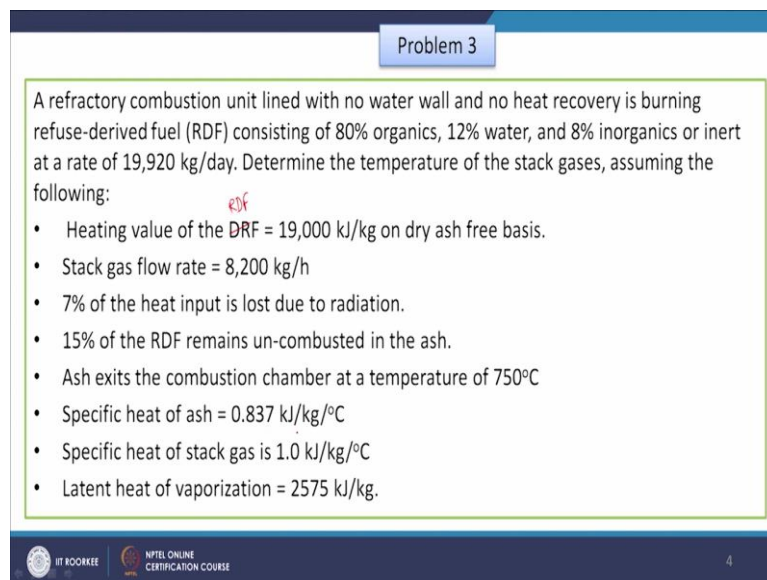 Problem 3
A refractory combustion unit lined with no water wall and no heat recovery is burning
refuse-derived fuel (RDF) consisting of 80% organics, 12% water, and 8% inorganics or inert
at a rate of 19,920 kg/day. Determine the temperature of the stack gases, assuming the
following:
RDF
• Heating value of the DRF = 19,000 kJ/kg on dry ash free basis.
• Stack gas flow rate = 8,200 kg/h
• 7% of the heat input is lost due to radiation.
• 15% of the RDF remains un-combusted in the ash.
• Ash exits the combustion chamber at a temperature of 750°C
• Specific heat of ash = 0.837 kJ/kg/°C
• Specific heat of stack gas is 1.0 kJ/kg/°C
• Latent heat of vaporization = 2575 kJ/kg.
IIT ROORKEE
NPTEL ONLINE
CERTIFICATION COURSE
4